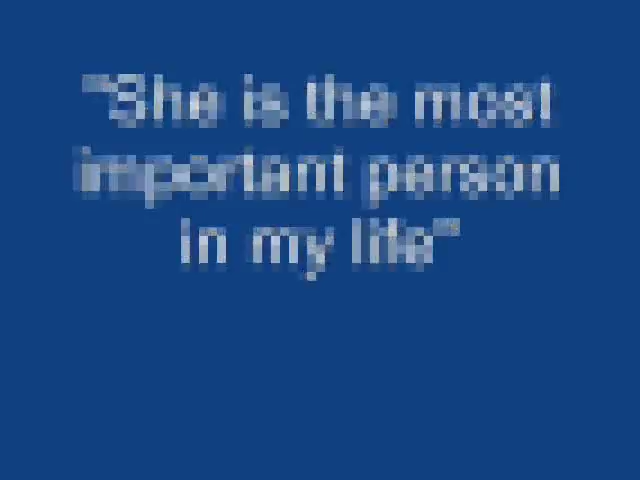 "She is the most
important person
in my life"